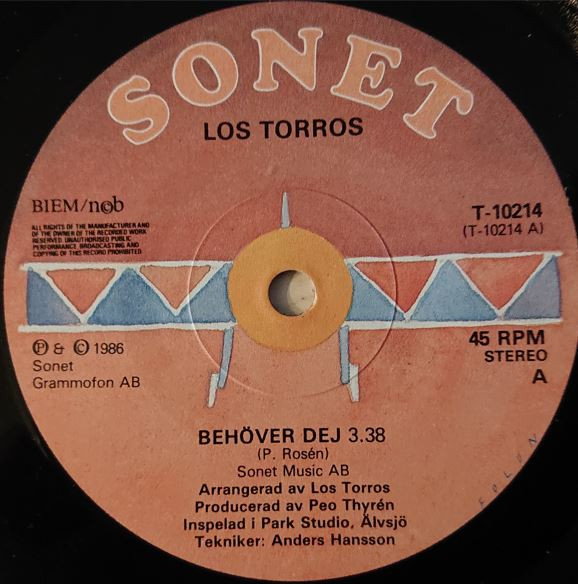 SONET
LOS TORROS
BIEM/ncb
ALL RIGHTS OF THE MANUFACTURER AND
OF THE OWNER OF THE RECORDED WORK
RESERVED. UNAUTHORISED PUBLIC
PERFORMANCE, BROADCASTING AND
COPYING OF THIS RECORD PROHIBITED
T-10214
(T-10214 A)
Ⓟ & © 1986
Sonet
Grammofon AB
45 RPM
STEREO
A
BEHÖVER DEJ 3.38
(P. Rosén)
Sonet Music AB
Arrangerad av Los Torros
Producerad av Peo Thyrén
Inspelad i Park Studio, Älvsjö
Tekniker: Anders Hansson
FOLON